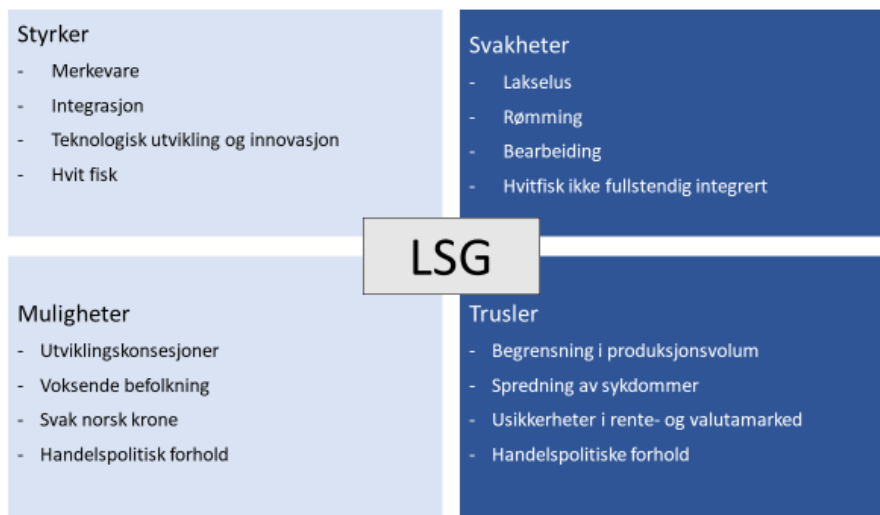 Styrker
- Merkevare
- Integrasjon
- Teknologisk utvikling og innovasjon
- Hvit fisk
Svakheter
- Lakselus
- Rømming
- Bearbeiding
- Hvitfisk ikke fullstendig integrert
LSG
Muligheter
- Utviklingskonsesjoner
- Voksende befolkning
- Svak norsk krone
- Handelspolitisk forhold
Trusler
- Begrensning i produksjonsvolum
- Spredning av sykdommer
- Usikkerheter i rente- og valutamarked
- Handelspolitiske forhold